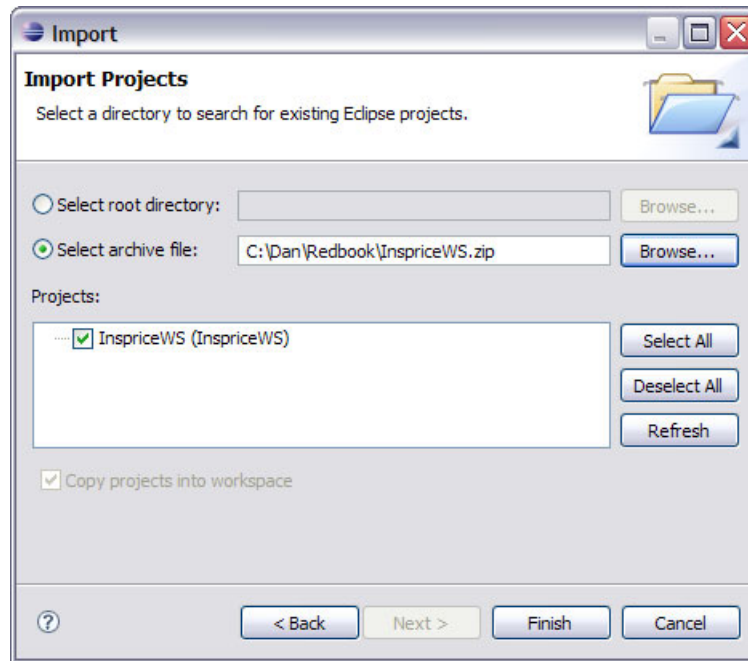 Import
Import Projects
Select a directory to search for existing Eclipse projects.
Select root directory:
Browse...
Select archive file:
C:\Dan\Redbook\InspriceWS.zip
Browse...
Projects:
InspriceWS (InspriceWS)
Select All
Deselect All
Refresh
Copy projects into workspace
?
< Back
Next >
Finish
Cancel